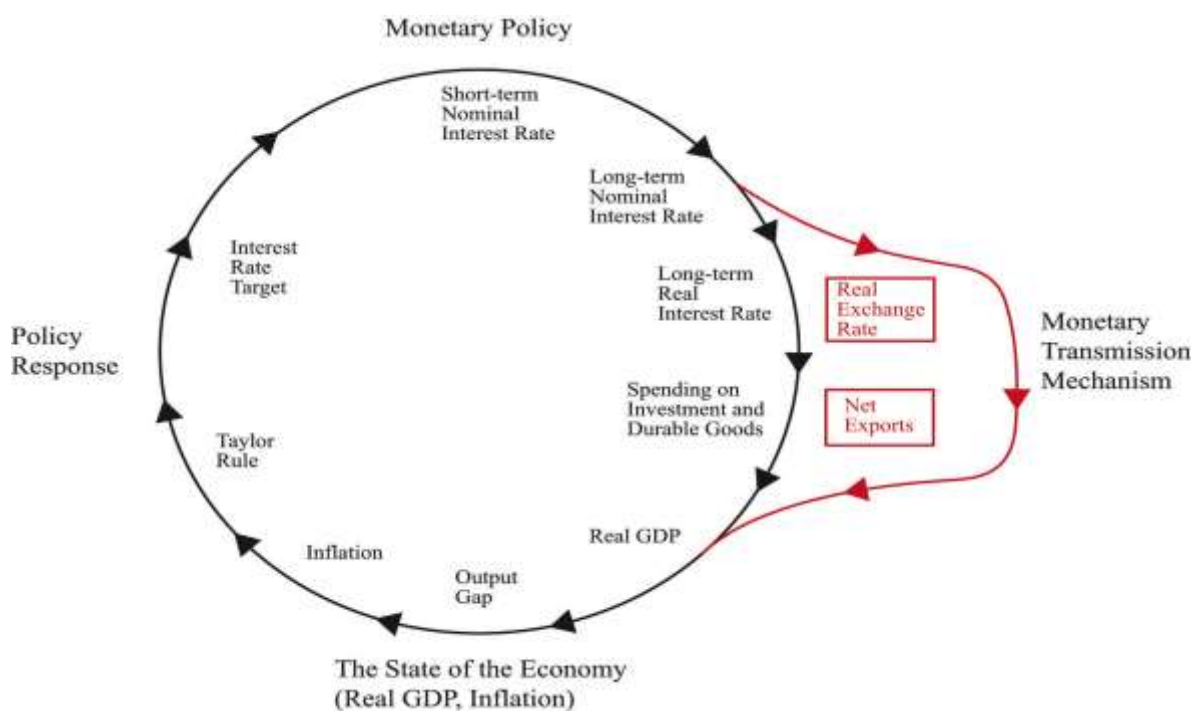 Monetary Policy
Short-term
Nominal
Interest Rate
Long-term
Nominal
Interest Rate
Long-term
Real
Interest Rate
Real
Exchange
Rate
Monetary
Transmission
Mechanism
Spending on
Investment and
Durable Goods
Net
Exports
Real GDP
Output
Gap
The State of the Economy
(Real GDP, Inflation)
Inflation
Taylor
Rule
Policy
Response
Interest
Rate
Target